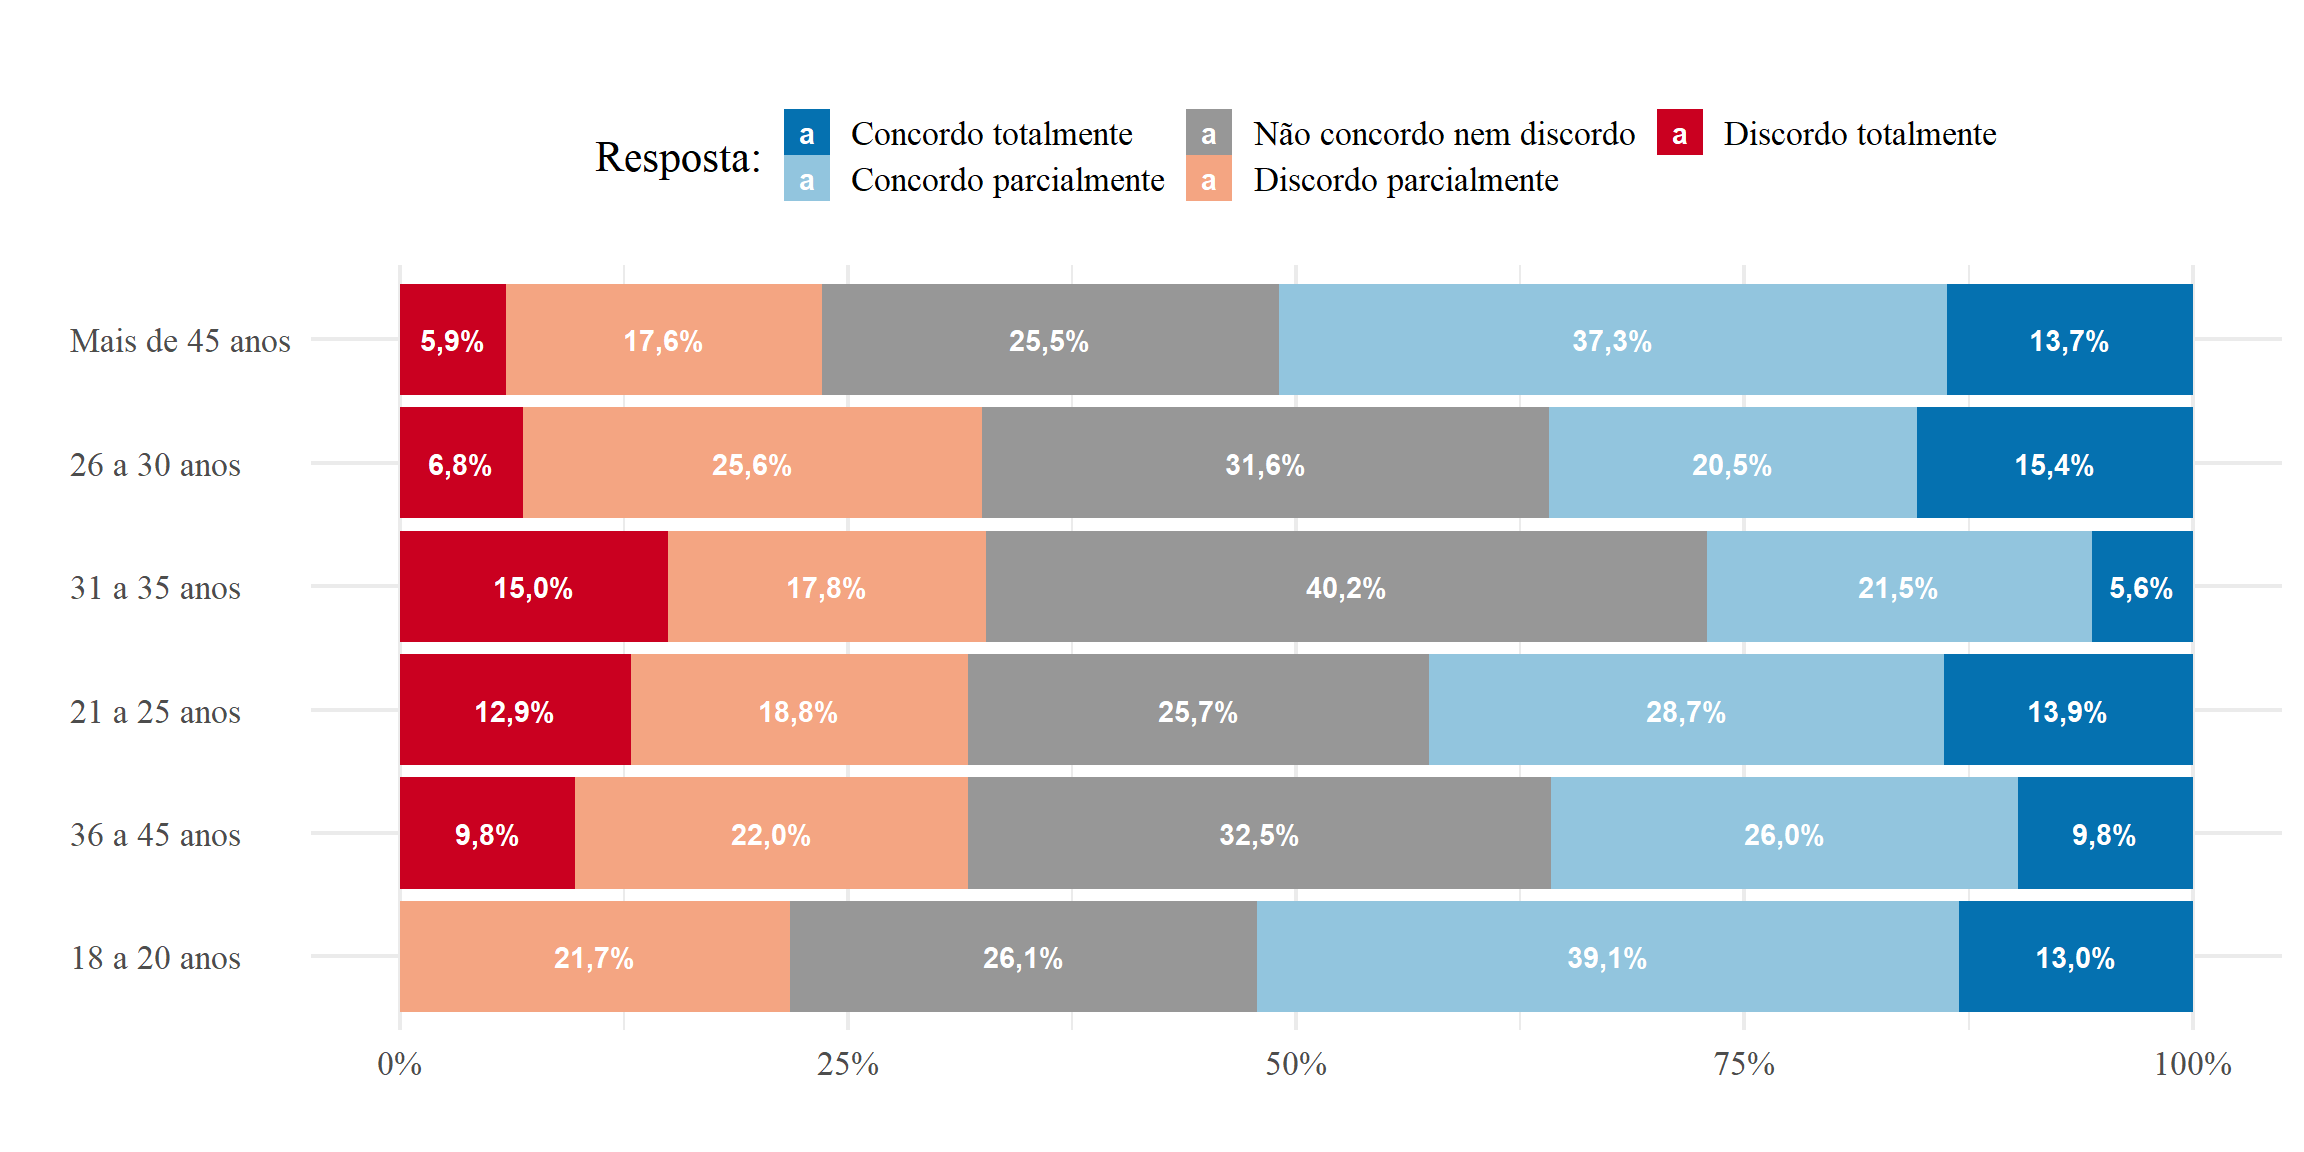 Resposta:
a Concordo totalmente
a Concordo parcialmente
a Não concordo nem discordo
a Discordo parcialmente
a Discordo totalmente
Mais de 45 anos 5,9% 17,6% 25,5% 37,3% 13,7%
26 a 30 anos 6,8% 25,6% 31,6% 20,5% 15,4%
31 a 35 anos 15,0% 17,8% 40,2% 21,5% 5,6%
21 a 25 anos 12,9% 18,8% 25,7% 28,7% 13,9%
36 a 45 anos 9,8% 22,0% 32,5% 26,0% 9,8%
18 a 20 anos 21,7% 26,1% 39,1% 13,0%
0% 25% 50% 75% 100%